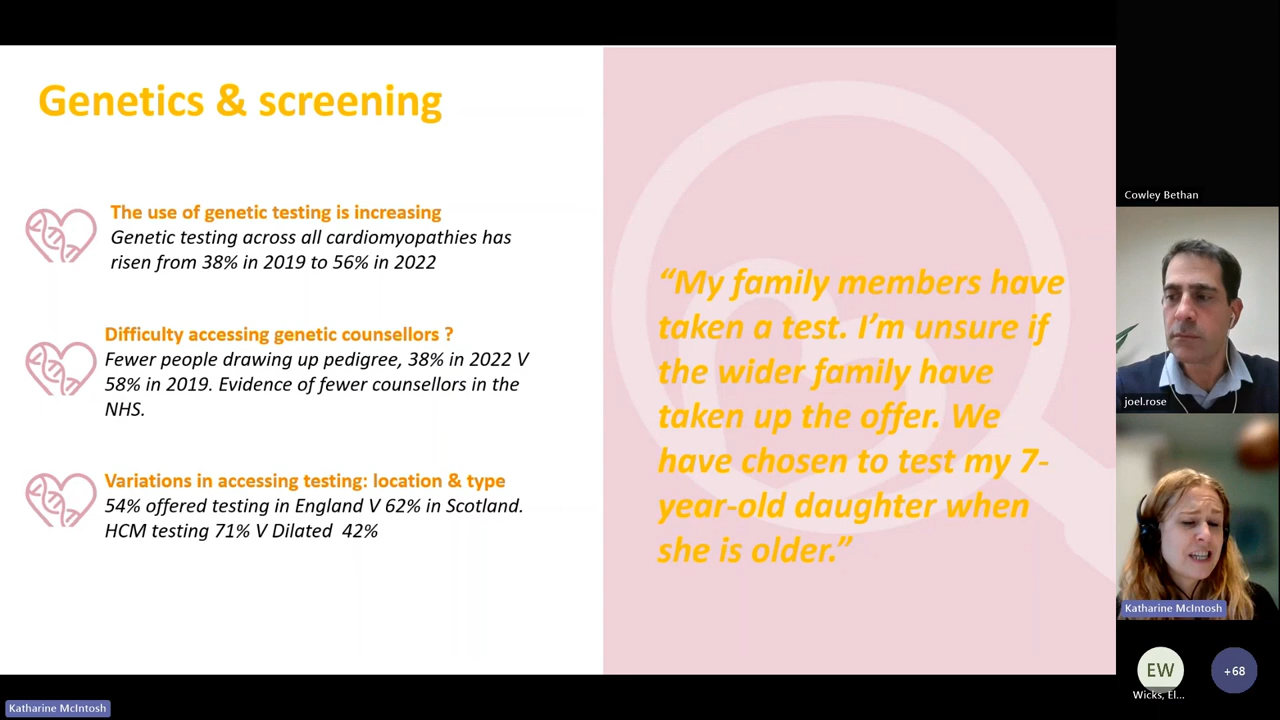 Genetics & screening
The use of genetic testing is increasing
Genetic testing across all cardiomyopathies has
risen from 38% in 2019 to 56% in 2022
Difficulty accessing genetic counsellors ?
Fewer people drawing up pedigree, 38% in 2022 V
58% in 2019. Evidence of fewer counsellors in the
NHS.
Variations in accessing testing: location & type
54% offered testing in England V 62% in Scotland.
HCM testing 71% V Dilated 42%
“My family members have
taken a test. I’m unsure if
the wider family have
taken up the offer. We
have chosen to test my 7-
year-old daughter when
she is older.”
Cowley Bethan
joel.rose
Katharine McIntosh
EW
Wicks, El...
+68
Katharine McIntosh